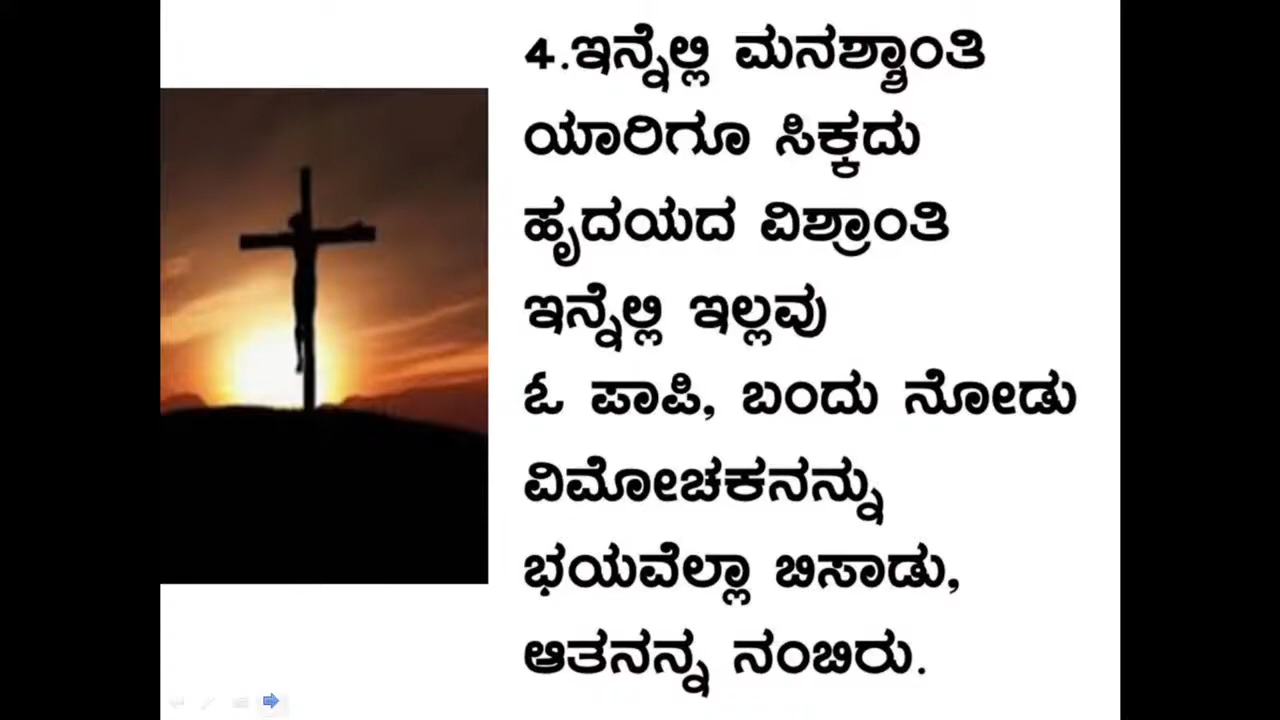 4.ಇನ್ನೆಲ್ಲಿ ಮನಶ್ಶಾಂತಿ
ಯಾರಿಗೂ ಸಿಕ್ಕದು
ಹೃದಯದ ವಿಶ್ರಾಂತಿ
ಇನ್ನೆಲ್ಲಿ ಇಲ್ಲವು
ಓ ಪಾಪಿ, ಬಂದು ನೋಡು
ವಿಮೋಚಕನನ್ನು
ಭಯವೆಲ್ಲಾ ಬಿಸಾಡು,
ಆತನನ್ನ ನಂಬಿರು.